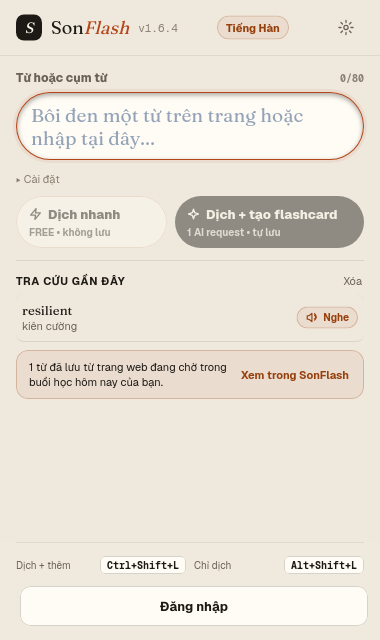 S SonFlash v1.6.4 Tiếng Hàn
Từ hoặc cụm từ 0/80
Bôi đen một từ trên trang hoặc
nhập tại đây...
▸ Cài đặt
Dịch nhanh
FREE • không lưu
Dịch + tạo flashcard
1 AI request • tự lưu
TRA CỨU GẦN ĐÂY Xóa
resilient
kiên cường
Nghe
1 từ đã lưu từ trang web đang chờ trong
buổi học hôm nay của bạn.
Xem trong SonFlash
Dịch + thêm Ctrl+Shift+L Chỉ dịch Alt+Shift+L
Đăng nhập